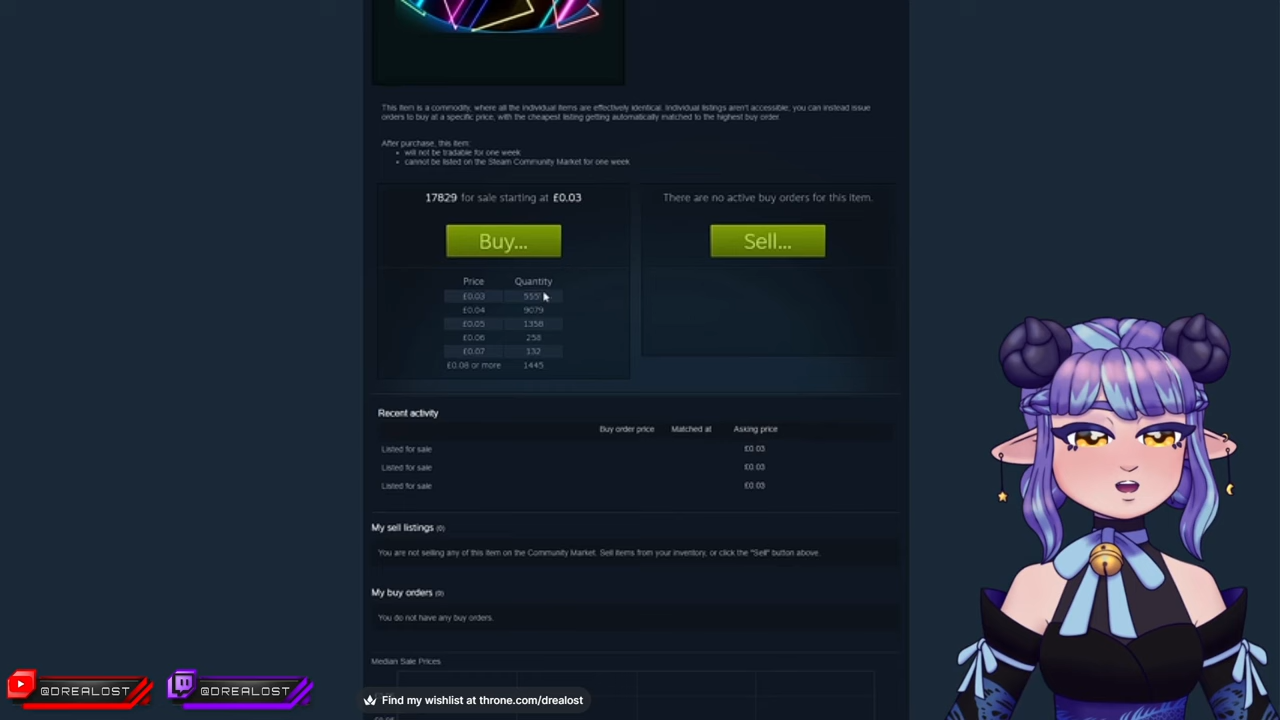 This item is a commodity, where all the individual items are effectively identical. Individual listings aren't accessible; you can instead issue
orders to buy at a specific price, with the cheapest listing getting automatically matched to the highest buy order.
After purchase, this item:
• will not be tradable for one week
• cannot be listed on the Steam Community Market for one week
17829 for sale starting at £0.03
Buy...
Price Quantity
£0.03
£0.04 9079
£0.05 1358
£0.06 258
£0.07 132
£0.08 or more 1445
There are no active buy orders for this item.
Sell...
Recent activity
Buy order price Matched at Asking price
Listed for sale £0.03
Listed for sale £0.03
Listed for sale £0.03
My sell listings (0)
You are not selling any of this item on the Community Market. Sell items from your inventory, or click the "Sell" button above.
My buy orders (0)
You do not have any buy orders.
Median Sale Prices
@DREALOST
@DREALOST
Find my wishlist at throne.com/drealost